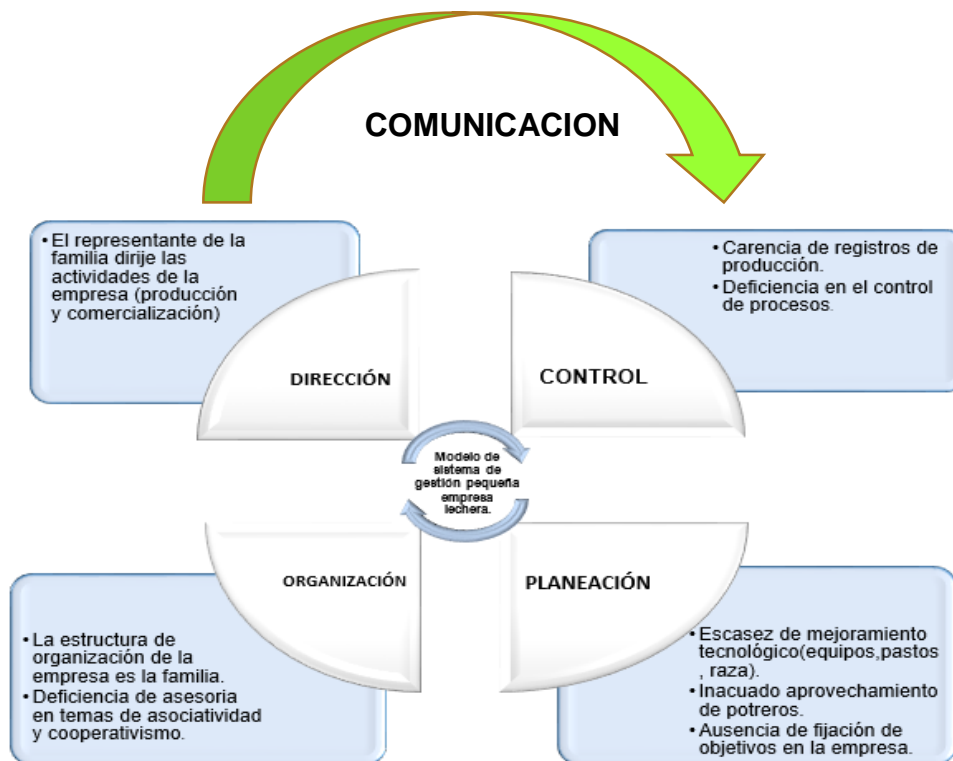 COMUNICACION
• El representante de la
familia dirije las
actividades de la
empresa (producción
y comercialización)
• Carencia de registros de
producción.
• Deficiencia en el control
de procesos.
DIRECCIÓN
CONTROL
Modelo de
sistema de
gestión pequeña
empresa
lechera.
ORGANIZACIÓN
PLANEACIÓN
• La estructura de
organización de la
empresa es la familia.
• Deficiencia de asesoria
en temas de asociatividad
y cooperativismo.
• Escasez de mejoramiento
tecnológico(equipos,pastos
, raza).
• Inacuado aprovechamiento
de potreros.
• Ausencia de fijación de
objetivos en la empresa.